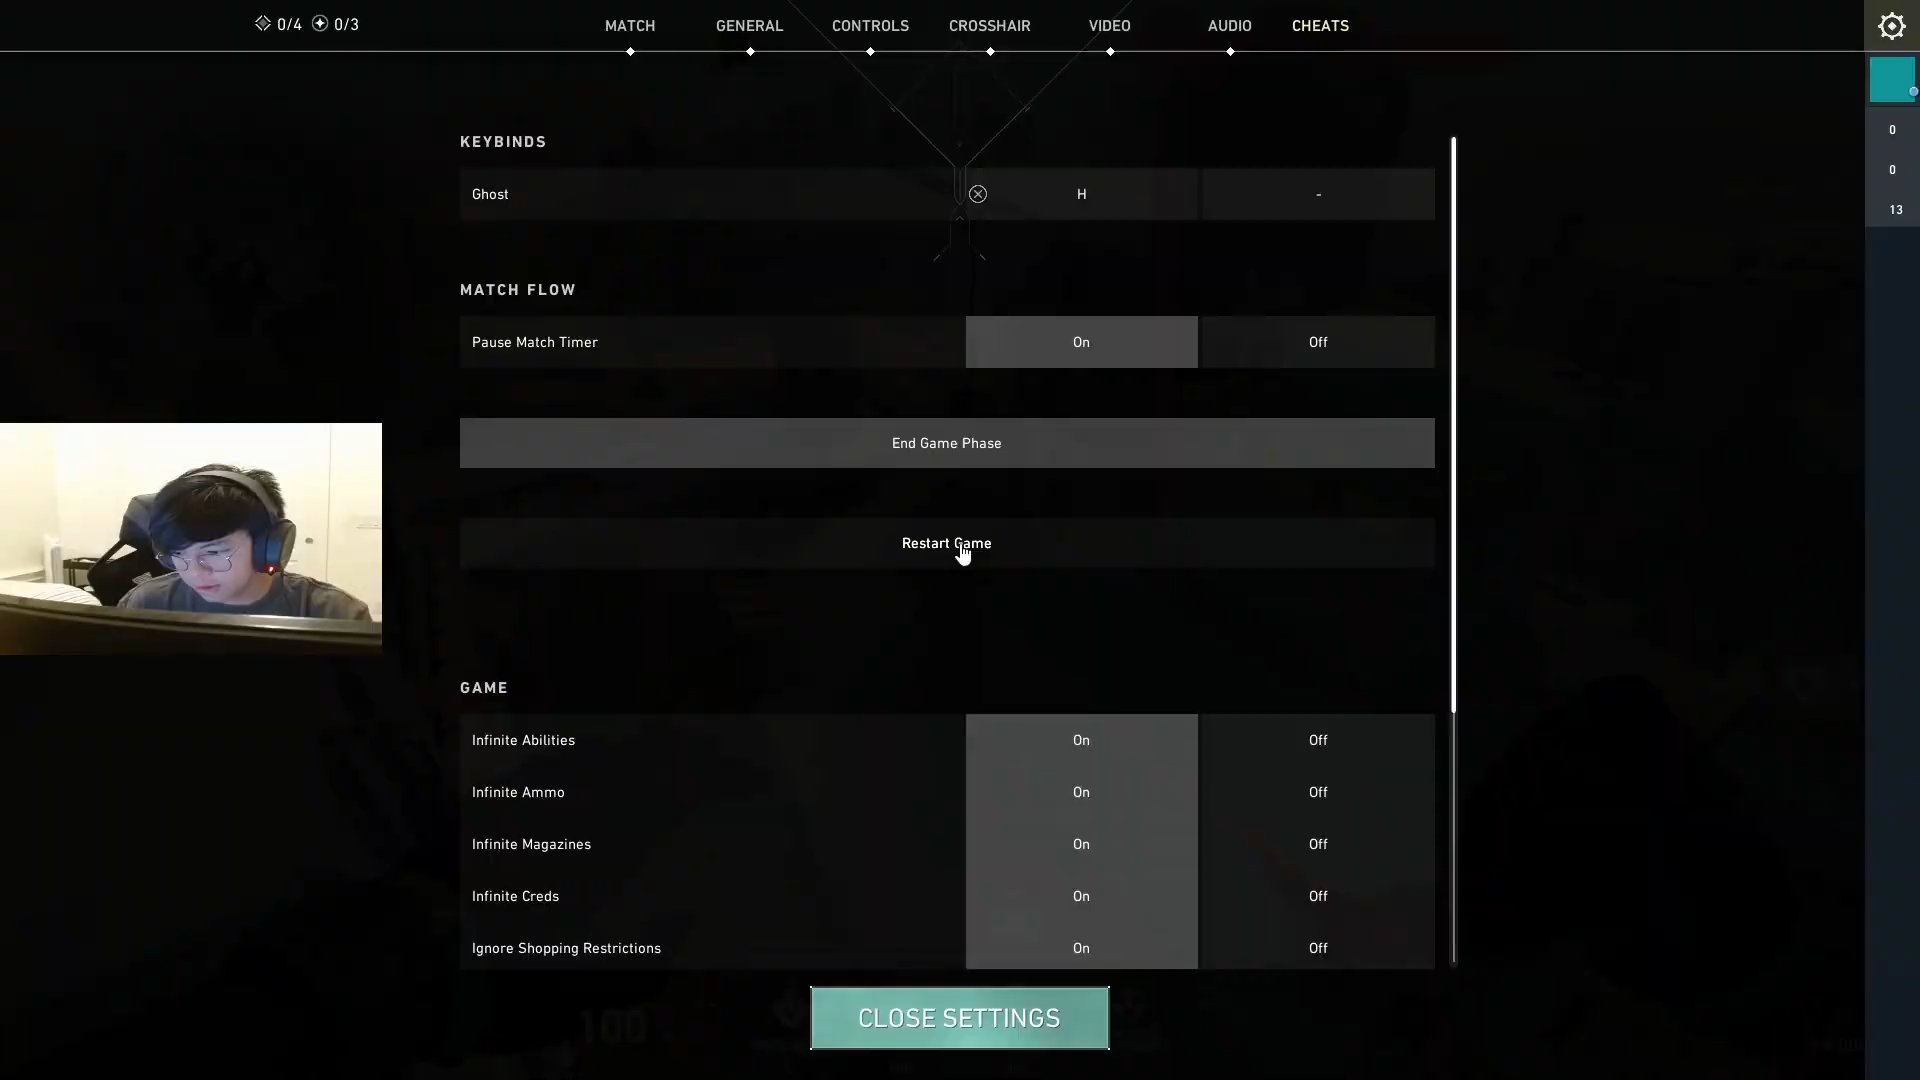 0/4 0/3 MATCH GENERAL CONTROLS CROSSHAIR VIDEO AUDIO CHEATS
0
0
13
KEYBINDS
Ghost H -
MATCH FLOW
Pause Match Timer On Off
End Game Phase
Restart Game
GAME
Infinite Abilities On Off
Infinite Ammo On Off
Infinite Magazines On Off
Infinite Creds On Off
Ignore Shopping Restrictions On Off
CLOSE SETTINGS
100